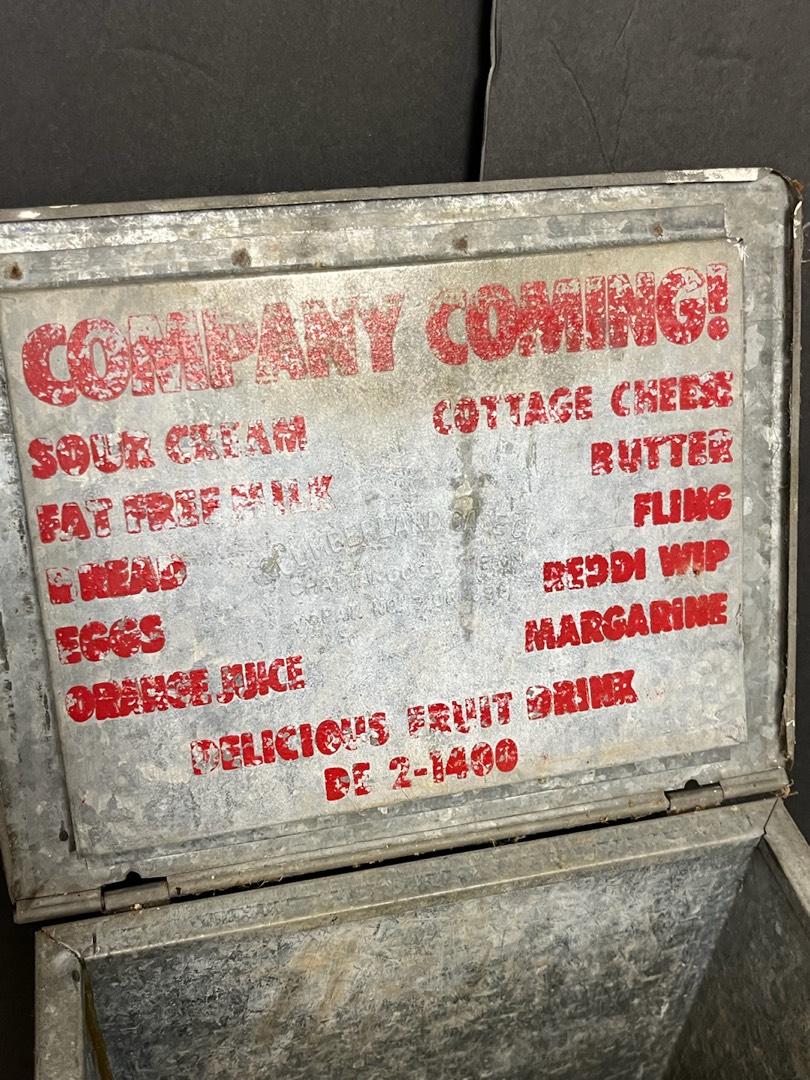 COMPANY COMING!
SOUR CREAM COTTAGE CHEESE
FAT FREE MILK BUTTER
BREAD FLING
EGGS REDDI WIP
ORANGE JUICE MARGARINE
DELICIOUS FRUIT DRINK
DE 2-1400
CUMBERLAND